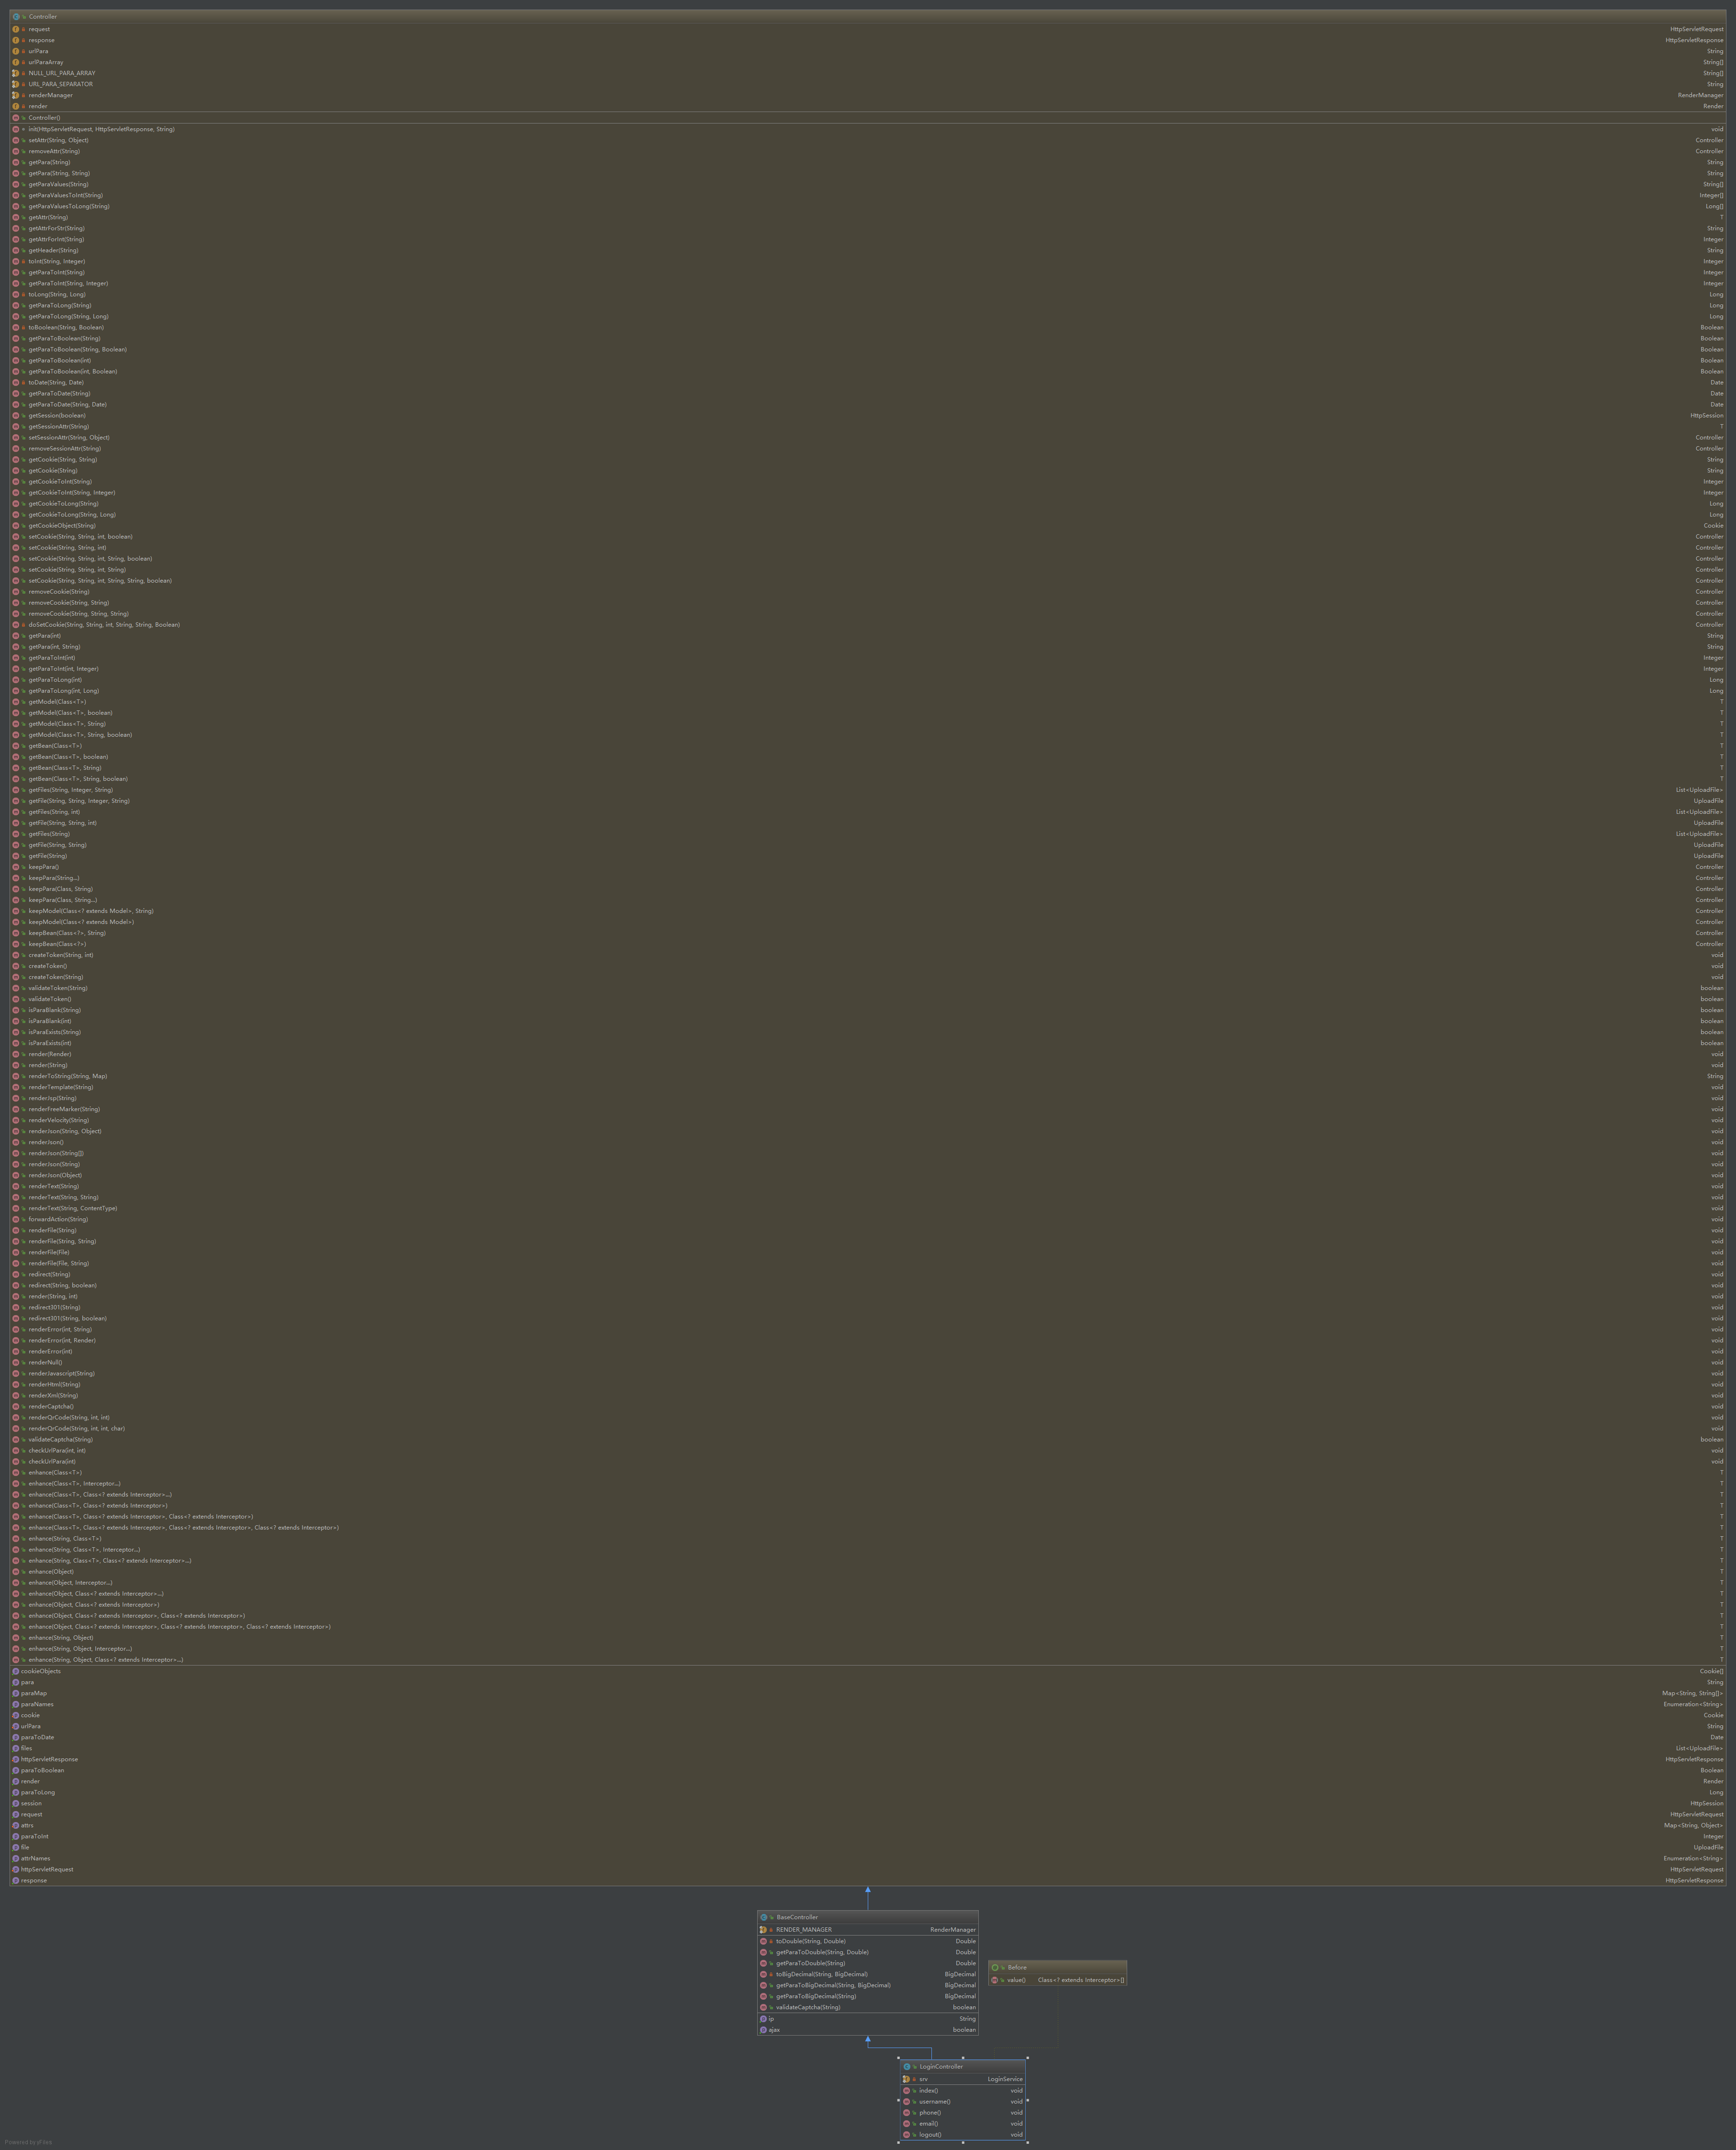 Controller
request HttpServletRequest
response HttpServletResponse
urlPara String
urlParaArray String[]
NULL_URL_PARA_ARRAY String[]
URL_PARA_SEPARATOR String
renderManager RenderManager
render Render
Controller()
init(HttpServletRequest, HttpServletResponse, String) void
setAttr(String, Object) Controller
removeAttr(String) Controller
getPara(String) String
getPara(String, String) String
getParaValues(String) String[]
getParaValuesToInt(String) Integer[]
getParaValuesToLong(String) Long[]
getAttr(String) T
getAttrForStr(String) String
getAttrForInt(String) Integer
getHeader(String) String
toInt(String, Integer) Integer
getParaToInt(String) Integer
getParaToInt(String, Integer) Integer
toLong(String, Long) Long
getParaToLong(String) Long
getParaToLong(String, Long) Long
toBoolean(String, Boolean) Boolean
getParaToBoolean(String) Boolean
getParaToBoolean(String, Boolean) Boolean
getParaToBoolean(int) Boolean
getParaToBoolean(int, Boolean) Boolean
toDate(String, Date) Date
getParaToDate(String) Date
getParaToDate(String, Date) Date
getSession(boolean) HttpSession
getSessionAttr(String) T
setSessionAttr(String, Object) Controller
removeSessionAttr(String) Controller
getCookie(String, String) String
getCookie(String) String
getCookieToInt(String) Integer
getCookieToInt(String, Integer) Integer
getCookieToLong(String) Long
getCookieToLong(String, Long) Long
getCookieObject(String) Cookie
setCookie(String, String, int, boolean) Controller
setCookie(String, String, int) Controller
setCookie(String, String, int, String, boolean) Controller
setCookie(String, String, int, String) Controller
setCookie(String, String, int, String, String, boolean) Controller
removeCookie(String) Controller
removeCookie(String, String) Controller
removeCookie(String, String, String) Controller
doSetCookie(String, String, int, String, String, Boolean) Controller
getPara(int) String
getPara(int, String) String
getParaToInt(int) Integer
getParaToInt(int, Integer) Integer
getParaToLong(int) Long
getParaToLong(int, Long) Long
getModel(Class<T>) T
getModel(Class<T>, boolean) T
getModel(Class<T>, String) T
getModel(Class<T>, String, boolean) T
getBean(Class<T>) T
getBean(Class<T>, boolean) T
getBean(Class<T>, String) T
getBean(Class<T>, String, boolean) T
getFiles(String, Integer, String) List<UploadFile>
getFile(String, String, Integer, String) UploadFile
getFiles(String, int) List<UploadFile>
getFile(String, String, int) UploadFile
getFiles(String) List<UploadFile>
getFile(String, String) UploadFile
getFile(String) UploadFile
keepPara() Controller
keepPara(String...) Controller
keepPara(Class, String) Controller
keepPara(Class, String...) Controller
keepModel(Class<? extends Model>, String) Controller
keepModel(Class<? extends Model>) Controller
keepBean(Class<?>, String) Controller
keepBean(Class<?>) Controller
createToken(String, int) void
createToken() void
createToken(String) void
validateToken(String) boolean
validateToken() boolean
isParaBlank(String) boolean
isParaBlank(int) boolean
isParaExists(String) boolean
isParaExists(int) boolean
render(Render) void
render(String) void
renderToString(String, Map) String
renderTemplate(String) void
renderJsp(String) void
renderFreeMarker(String) void
renderVelocity(String) void
renderJson(String, Object) void
renderJson() void
renderJson(String[]) void
renderJson(String) void
renderJson(Object) void
renderText(String) void
renderText(String, String) void
renderText(String, ContentType) void
forwardAction(String) void
renderFile(String) void
renderFile(String, String) void
renderFile(File) void
renderFile(File, String) void
redirect(String) void
redirect(String, boolean) void
render(String, int) void
redirect301(String) void
redirect301(String, boolean) void
renderError(int, String) void
renderError(int, Render) void
renderError(int) void
renderNull() void
renderJavascript(String) void
renderHtml(String) void
renderXml(String) void
renderCaptcha() void
renderQrCode(String, int, int) void
renderQrCode(String, int, int, char) void
validateCaptcha(String) boolean
checkUrlPara(int, int) void
checkUrlPara(int) void
enhance(Class<T>) T
enhance(Class<T>, Interceptor...) T
enhance(Class<T>, Class<? extends Interceptor>...) T
enhance(Class<T>, Class<? extends Interceptor>) T
enhance(Class<T>, Class<? extends Interceptor>, Class<? extends Interceptor>) T
enhance(Class<T>, Class<? extends Interceptor>, Class<? extends Interceptor>, Class<? extends Interceptor>) T
enhance(String, Class<T>) T
enhance(String, Class<T>, Interceptor...) T
enhance(String, Class<T>, Class<? extends Interceptor>...) T
enhance(Object) T
enhance(Object, Interceptor...) T
enhance(Object, Class<? extends Interceptor>...) T
enhance(Object, Class<? extends Interceptor>) T
enhance(Object, Class<? extends Interceptor>, Class<? extends Interceptor>) T
enhance(Object, Class<? extends Interceptor>, Class<? extends Interceptor>, Class<? extends Interceptor>) T
enhance(String, Object) T
enhance(String, Object, Interceptor...) T
enhance(String, Object, Class<? extends Interceptor>...) T
cookieObjects Cookie[]
para String
paraMap Map<String, String[]>
paraNames Enumeration<String>
cookie Cookie
urlPara String
paraToDate Date
files List<UploadFile>
httpServletResponse HttpServletResponse
paraToBoolean Boolean
render Render
paraToLong Long
session HttpSession
request HttpServletRequest
attrs Map<String, Object>
paraToInt Integer
file UploadFile
attrNames Enumeration<String>
httpServletRequest HttpServletRequest
response HttpServletResponse
BaseController
RENDER_MANAGER RenderManager
toDouble(String, Double) Double
getParaToDouble(String, Double) Double
getParaToDouble(String) Double
toBigDecimal(String, BigDecimal) BigDecimal
getParaToBigDecimal(String, BigDecimal) BigDecimal
getParaToBigDecimal(String) BigDecimal
validateCaptcha(String) boolean
ip String
ajax boolean
Before
value() Class<? extends Interceptor>[]
LoginController
srv LoginService
index() void
username() void
phone() void
email() void
logout() void
Powered by yFiles